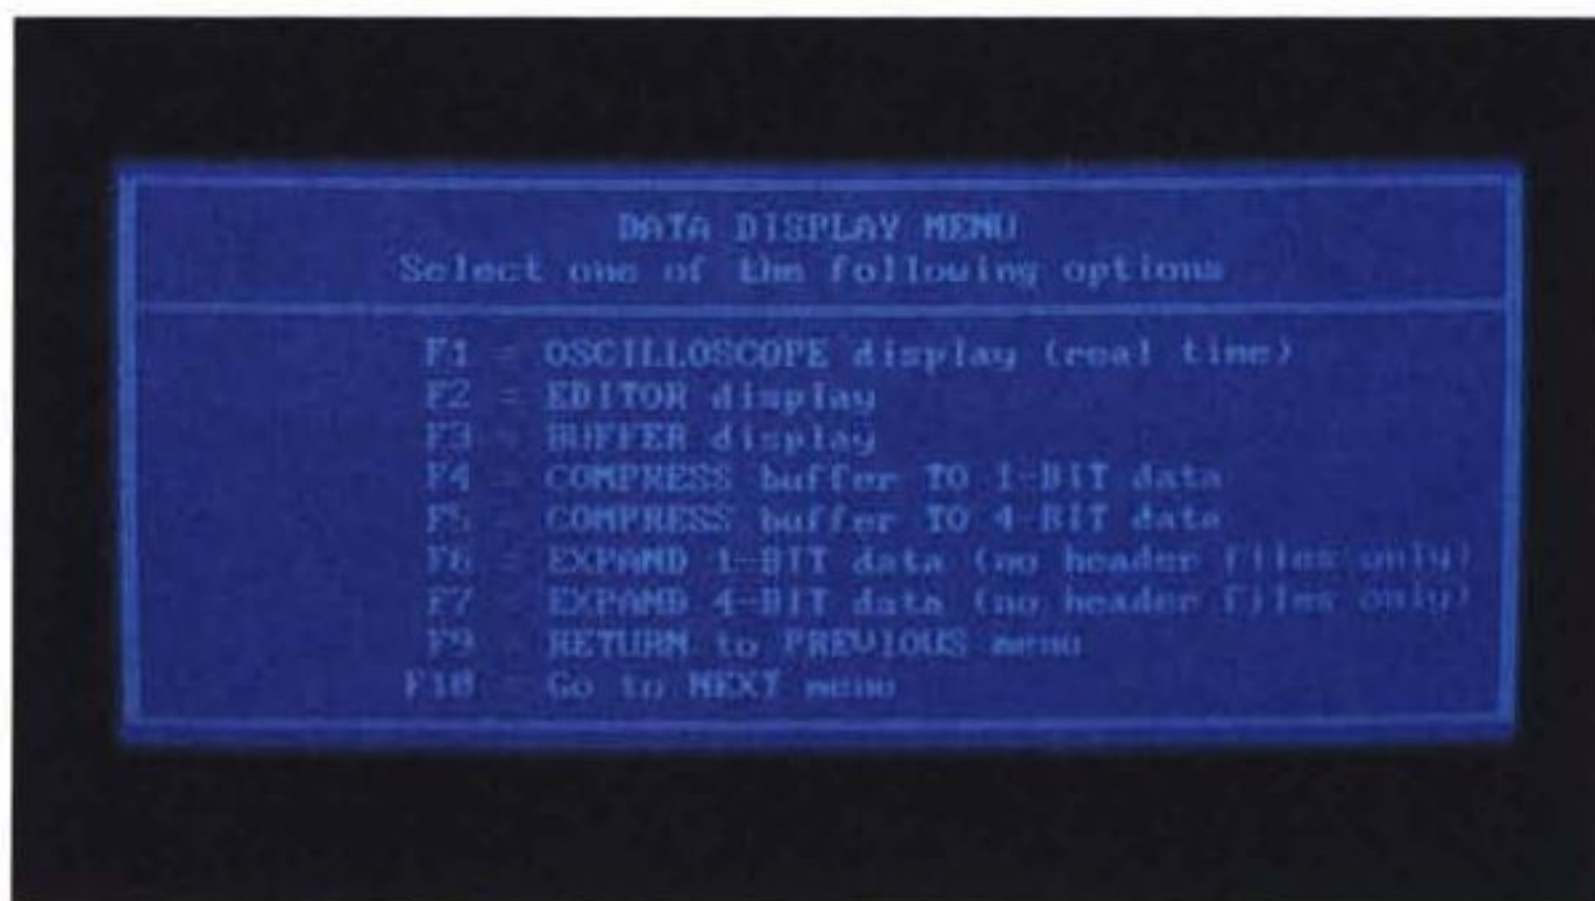 DATA DISPLAY MENU
Select one of the following options
F1 = OSCILLOSCOPE display (real time)
F2 = EDITOR display
F3 = BUFFER display
F4 = COMPRESS buffer TO 1-BIT data
F5 = COMPRESS buffer TO 4-BIT data
F6 = EXPAND 1-BIT data (no header files only)
F7 = EXPAND 4-BIT data (no header files only)
F9 = RETURN to PREVIOUS menu
F10 = Go to NEXT menu